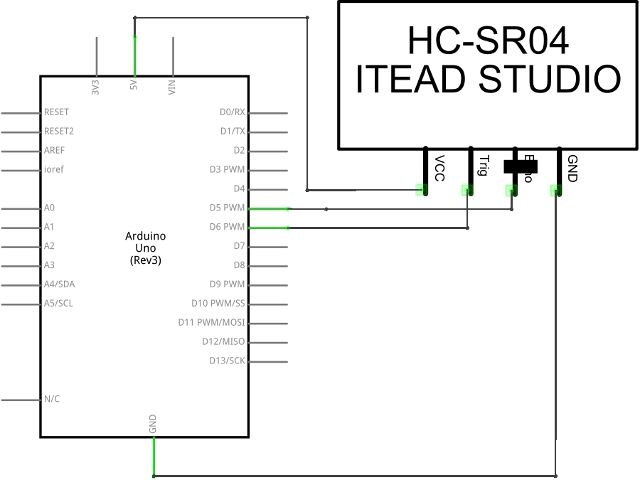 HC-SR04
ITEAD STUDIO
VCC
Trig
GND
3V3
5V
VIN
RESET
RESET2
AREF
ioref
A0
A1
A2
A3
A4/SDA
A5/SCL
N/C
D0/RX
D1/TX
D2
D3 PWM
D4
D5 PWM
D6 PWM
D7
D8
D9 PWM
D10 PWM/SS
D11 PWM/MOSI
D12/MISO
D13/SCK
Arduino
Uno
(Rev3)
GND